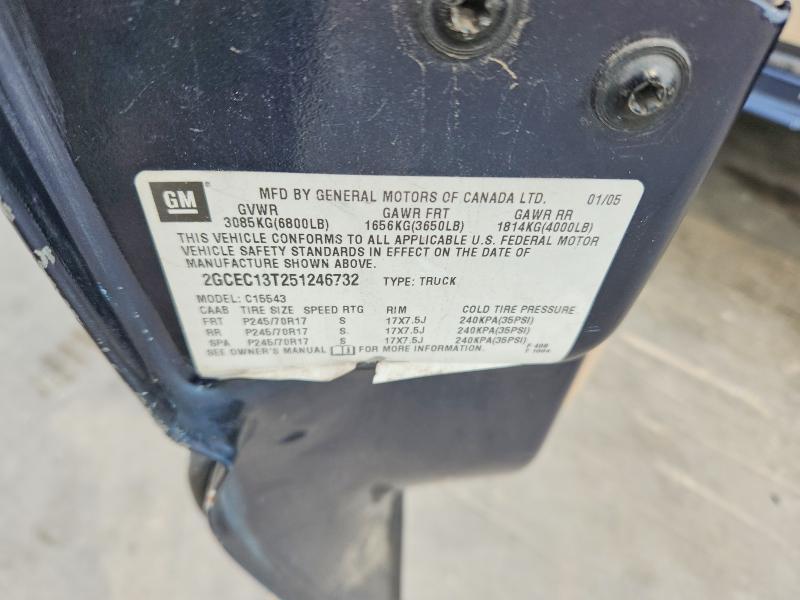 GM MFD BY GENERAL MOTORS OF CANADA LTD. 01/05
GVWR GAWR FRT GAWR RR
3085KG(6800LB) 1656KG(3650LB) 1814KG(4000LB)
THIS VEHICLE CONFORMS TO ALL APPLICABLE U.S. FEDERAL MOTOR
VEHICLE SAFETY STANDARDS IN EFFECT ON THE DATE OF
MANUFACTURE SHOWN ABOVE.
2GCEC13T251246732 TYPE: TRUCK
MODEL: C15543
CAAB TIRE SIZE SPEED RTG RIM COLD TIRE PRESSURE
FRT P245/70R17 S 17X7.5J 240KPA(35PSI)
RR P245/70R17 S 17X7.5J 240KPA(35PSI)
SPA P245/70R17 S 17X7.5J 240KPA(35PSI)
SEE OWNER'S MANUAL FOR MORE INFORMATION.